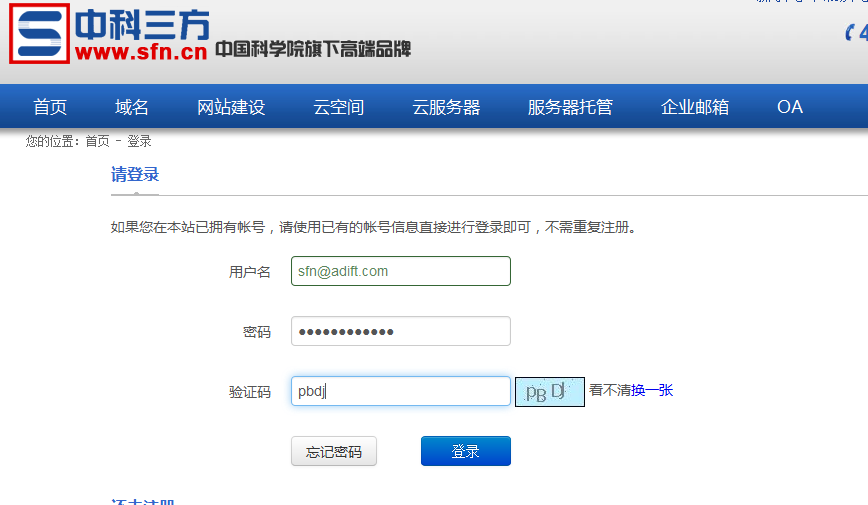 中科三方
www.sfn.cn 中国科学院旗下高端品牌
首页 域名 网站建设 云空间 云服务器 服务器托管 企业邮箱 OA
您的位置：首页 - 登录
请登录
如果您在本站已拥有帐号，请使用已有的帐号信息直接进行登录即可，不需重复注册。
用户名 sfn@adift.com
密码 ●●●●●●●●●●●●
验证码 pbdj pBDj 看不清换一张
忘记密码 登录